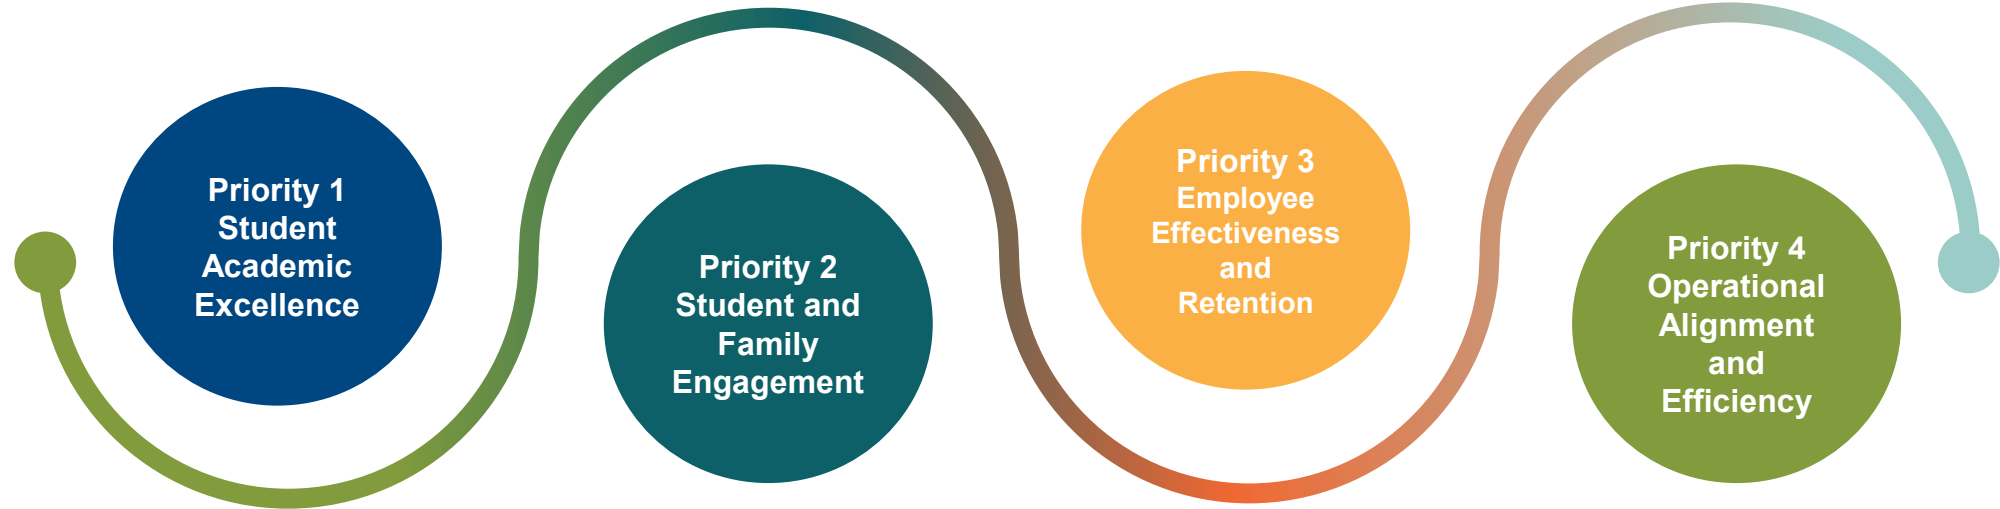 Priority 1
Student
Academic
Excellence
Priority 2
Student and
Family
Engagement
Priority 3
Employee
Effectiveness
and
Retention
Priority 4
Operational
Alignment
and
Efficiency